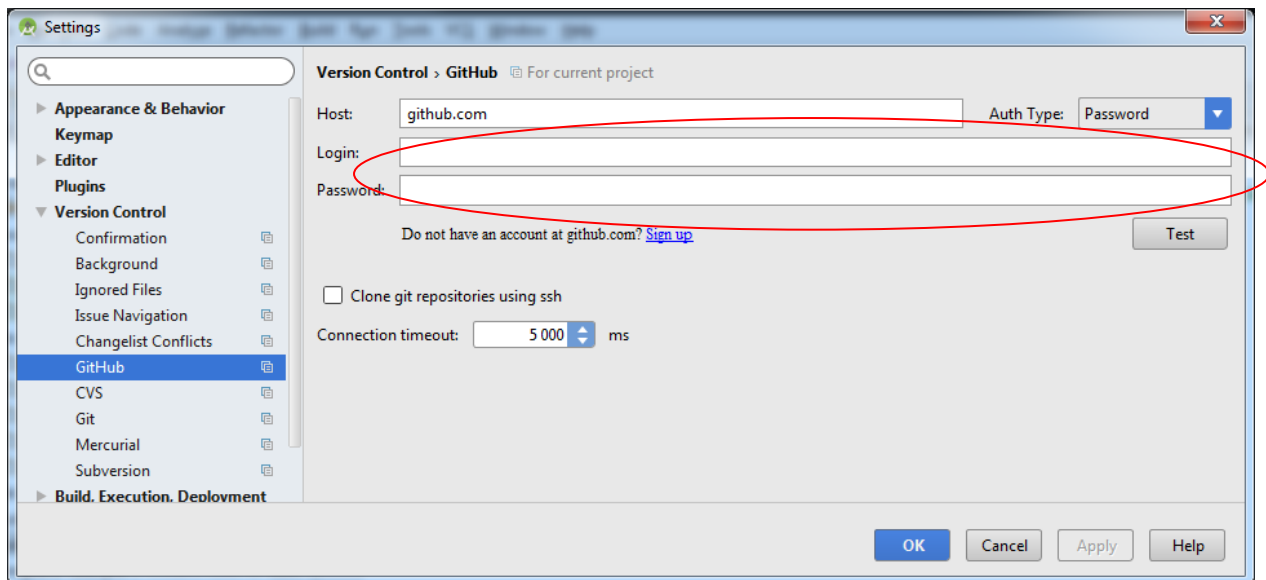 Settings
Version Control › GitHub For current project
Appearance & Behavior
Keymap
Editor
Plugins
Version Control
Confirmation
Background
Ignored Files
Issue Navigation
Changelist Conflicts
GitHub
CVS
Git
Mercurial
Subversion
Build, Execution, Deployment
Host: github.com Auth Type: Password
Login:
Password:
Do not have an account at github.com? Sign up
Test
Clone git repositories using ssh
Connection timeout: 5 000 ms
OK Cancel Apply Help